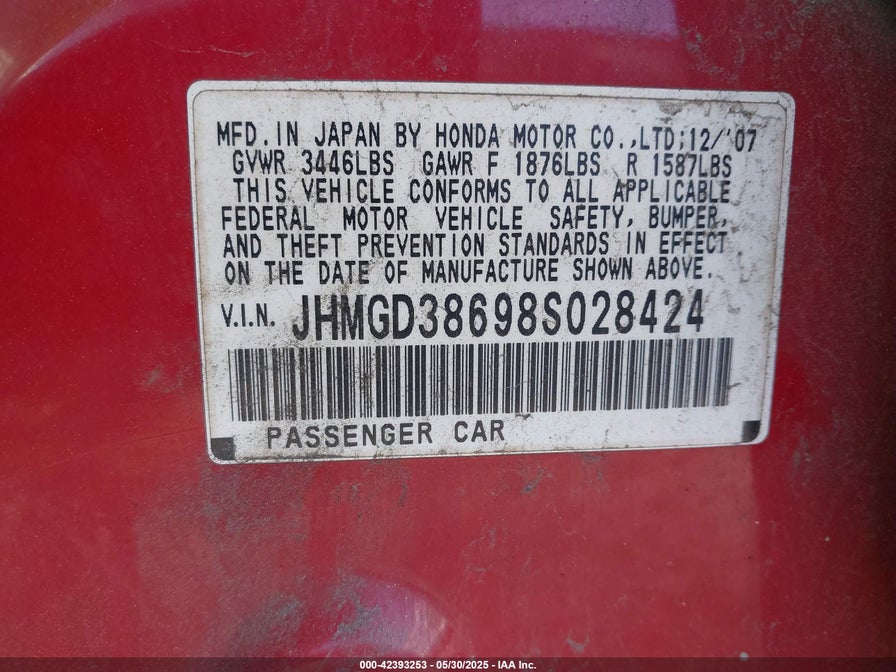 MFD. IN JAPAN BY HONDA MOTOR CO., LTD; 12/'07
GVWR 3446LBS GAWR F 1876LBS R 1587LBS
THIS VEHICLE CONFORMS TO ALL APPLICABLE
FEDERAL MOTOR VEHICLE SAFETY, BUMPER,
AND THEFT PREVENTION STANDARDS IN EFFECT
ON THE DATE OF MANUFACTURE SHOWN ABOVE.
V.I.N. JHMGD38698S028424
PASSENGER CAR
000-42393253 - 05/30/2025 - IAA Inc.